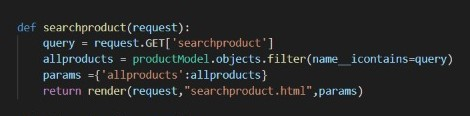 def searchproduct(request):
    query = request.GET['searchproduct']
    allproducts = productModel.objects.filter(name__icontains=query)
    params ={'allproducts':allproducts}
    return render(request,"searchproduct.html",params)